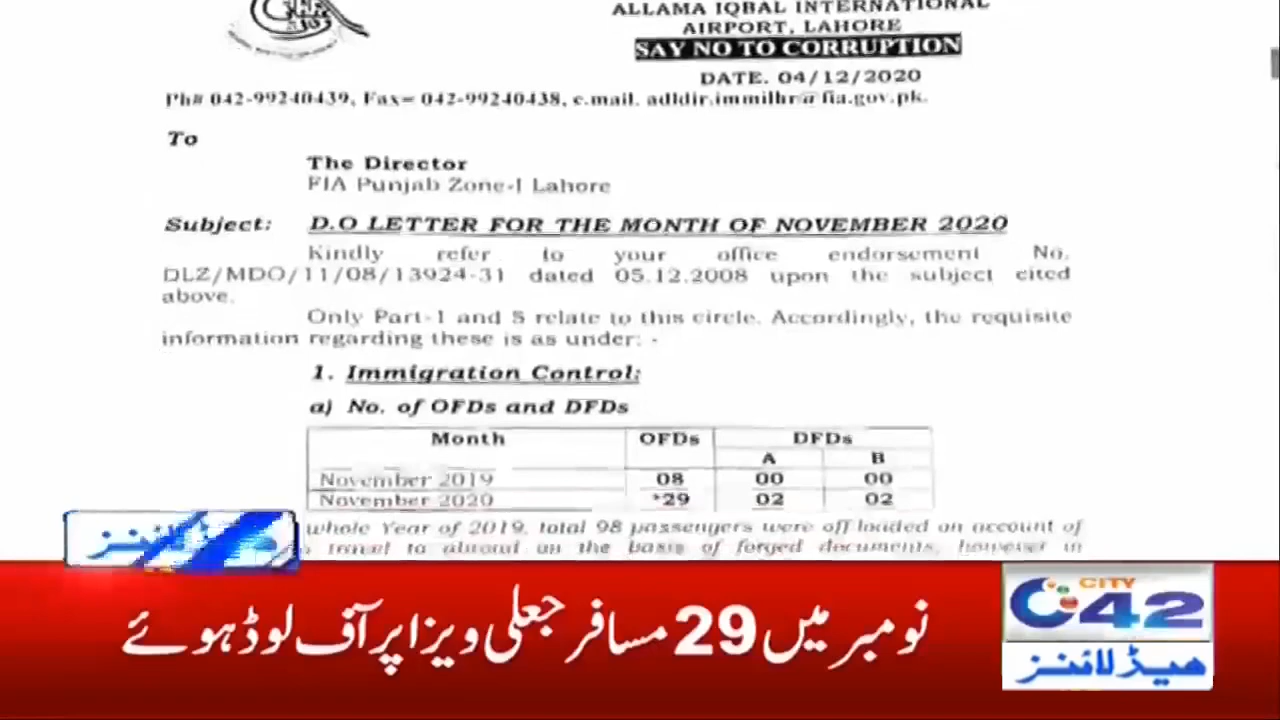 ALLAMA IQBAL INTERNATIONAL
AIRPORT, LAHORE
SAY NO TO CORRUPTION
DATE. 04/12/2020
Ph# 042-99240439, Fax= 042-99240438, e.mail. adldir.immilhr@fia.gov.pk.
To
The Director
FIA Punjab Zone-I Lahore
Subject: D.O LETTER FOR THE MONTH OF NOVEMBER 2020
Kindly refer to your office endorsement No.
DLZ/MDO/11/08/13924-31 dated 05.12.2008 upon the subject cited
above.
Only Part-1 and 5 relate to this circle. Accordingly, the requisite
information regarding these is as under: -
1. Immigration Control:
a) No. of OFDs and DFDs
Month OFDs DFDs
A B
November 2019 08 00 00
November 2020 *29 02 02
whole Year of 2019, total 98 passengers were off loaded on account of
travel to abroad on the basis of forged documents, however in
ہیڈلائنز
نومبر میں 29 مسافر جعلی ویزا پر آف لوڈ ہوئے
CITY
42
ہیڈلائنز